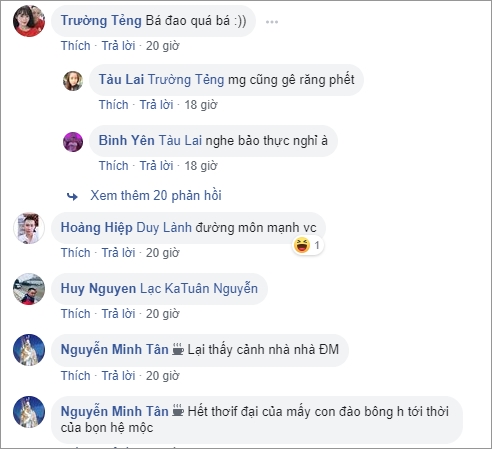 Trường Tẻng Bá đao quá bá :))
Thích · Trả lời · 20 giờ
Tàu Lai Trường Tẻng mg cũng gê răng phết
Thích · Trả lời · 18 giờ
Bình Yên Tàu Lai nghe bảo thực nghỉ à
Thích · Trả lời · 18 giờ
Xem thêm 20 phản hồi
Hoàng Hiệp Duy Lành đường môn mạnh vc
1
Thích · Trả lời · 20 giờ
Huy Nguyen Lạc KaTuân Nguyễn
Thích · Trả lời · 20 giờ
Nguyễn Minh Tân Lại thấy cảnh nhà nhà ĐM
Thích · Trả lời · 20 giờ
Nguyễn Minh Tân Hết thơif đại của mấy con đào bông h tới thời
của bọn hệ mộc